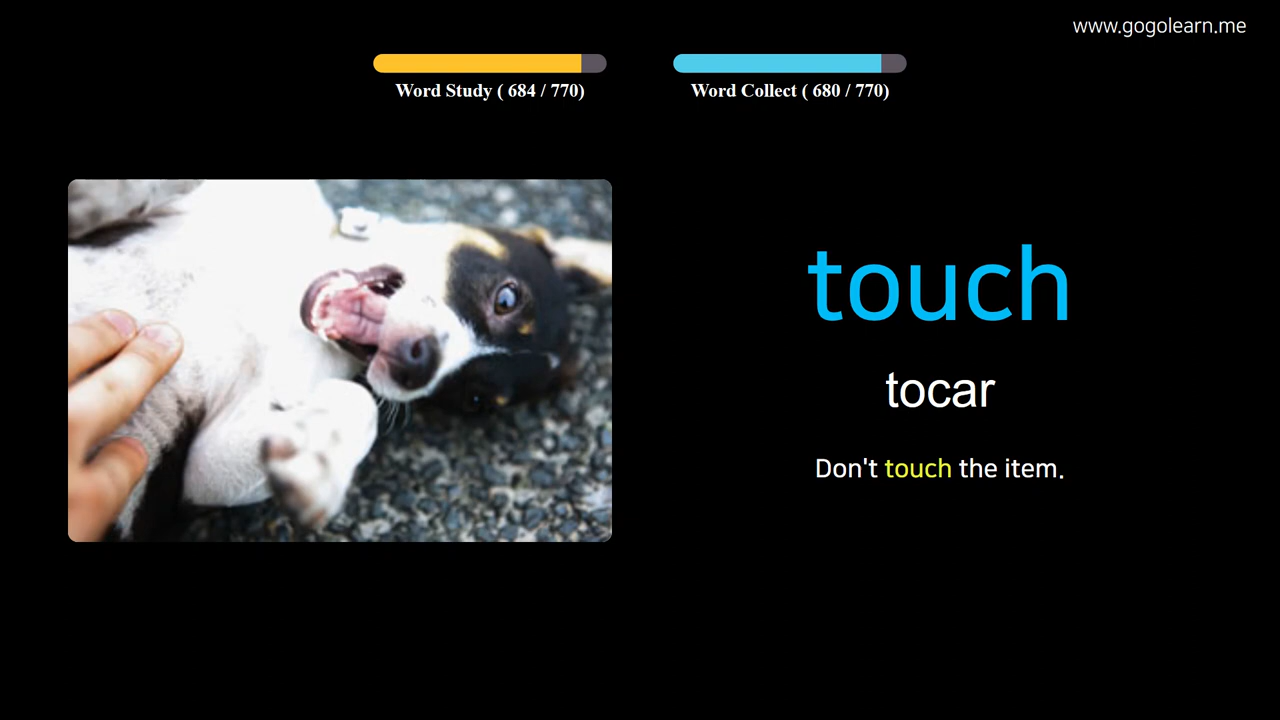 www.gogolearn.me
Word Study ( 684 / 770)
Word Collect ( 680 / 770)
touch
tocar
Don't touch the item.